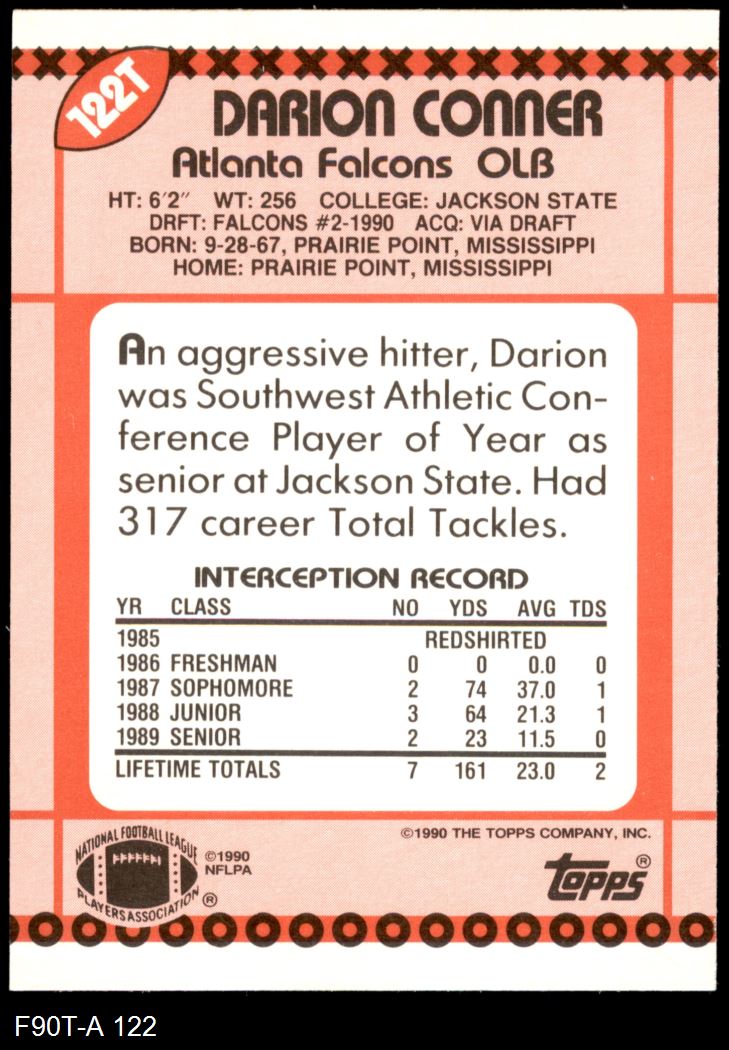 122T
DARION CONNER
Atlanta Falcons OLB
HT: 6'2" WT: 256 COLLEGE: JACKSON STATE
DRFT: FALCONS #2-1990 ACQ: VIA DRAFT
BORN: 9-28-67, PRAIRIE POINT, MISSISSIPPI
HOME: PRAIRIE POINT, MISSISSIPPI
An aggressive hitter, Darion
was Southwest Athletic Con-
ference Player of Year as
senior at Jackson State. Had
317 career Total Tackles.
INTERCEPTION RECORD
YR CLASS NO YDS AVG TDS
1985 REDSHIRTED
1986 FRESHMAN 0 0 0.0 0
1987 SOPHOMORE 2 74 37.0 1
1988 JUNIOR 3 64 21.3 1
1989 SENIOR 2 23 11.5 0
LIFETIME TOTALS 7 161 23.0 2
©1990 THE TOPPS COMPANY, INC.
NATIONAL FOOTBALL LEAGUE
PLAYERS ASSOCIATION ®
©1990
NFLPA
topps ®
F90T-A 122